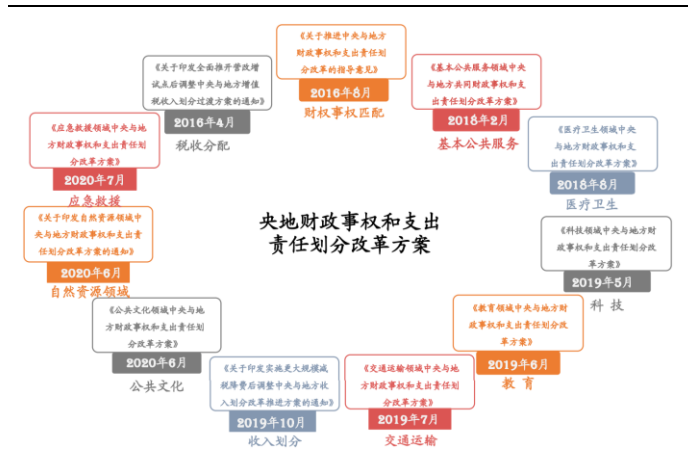 《关于印发全面推开营改增
试点后调整中央与地方增值
税收入划分过渡方案的通知》
2016年4月
税收分配
《关于推进中央与地方
财政事权和支出责任划
分改革的指导意见》
2016年8月
财权事权匹配
《基本公共服务领域中央
与地方共同财政事权和支
出责任划分改革方案》
2018年2月
基本公共服务
《医疗卫生领域中央
与地方财政事权和支
出责任划分改革方案》
2018年8月
医疗卫生
《科技领域中央与地方财
政事权和支出责任划分改
革方案》
2019年5月
科 技
《教育领域中央与地方财
政事权和支出责任划分改
革方案》
2019年6月
教 育
《交通运输领域中央与地
方财政事权和支出责任划分
改革方案》
2019年7月
交通运输
《关于印发实施更大规模减
税降费后调整中央与地方收
入划分改革推进方案的通知》
2019年10月
收入划分
《公共文化领域中央与地
方财政事权和支出责任划
分改革方案》
2020年6月
公共文化
《关于印发自然资源领域中
央与地方财政事权和支出责
任划分改革方案的通知》
2020年6月
自然资源领域
《应急救援领域中央与地
方财政事权和支出责任划
分改革方案》
2020年7月
应急救援
央地财政事权和支出
责任划分改革方案